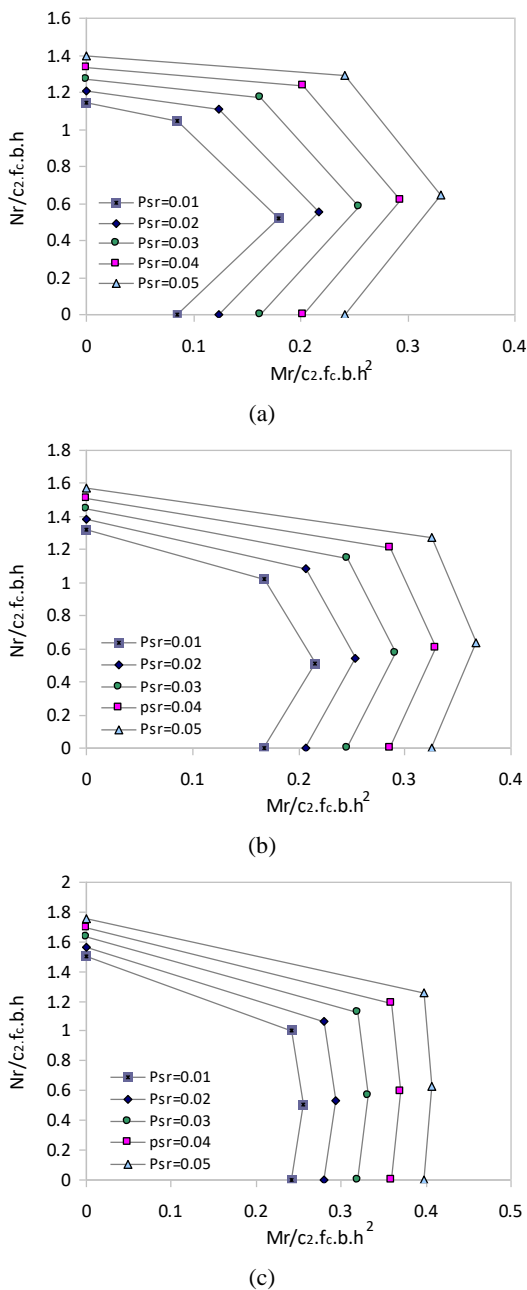 1.6
1.4
1.2
1
0.8
0.6
0.4
0.2
0
Nr/c₂.f꜀.b.h
Psr=0.01
Psr=0.02
Psr=0.03
Psr=0.04
Psr=0.05
0 0.1 0.2 0.3 0.4
Mr/c₂.f꜀.b.h²
(a)
1.8
1.6
1.4
1.2
1
0.8
0.6
0.4
0.2
0
Nr/c₂.f꜀.b.h
Psr=0.01
Psr=0.02
Psr=0.03
psr=0.04
Psr=0.05
0 0.1 0.2 0.3 0.4
Mr/c₂.f꜀.b.h²
(b)
2
1.8
1.6
1.4
1.2
1
0.8
0.6
0.4
0.2
0
Nr/c₂.f꜀.b.h
Psr=0.01
Psr=0.02
Psr=0.03
psr=0.04
Psr=0.05
0 0.1 0.2 0.3 0.4 0.5
Mr/c₂.f꜀.b.h²
(c)